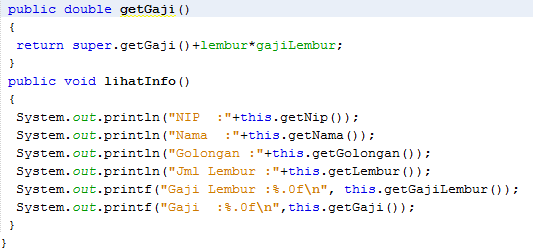 public double getGaji()
{
return super.getGaji()+lembur*gajiLembur;
}
public void lihatInfo()
{
System.out.println("NIP  :"+this.getNip());
System.out.println("Nama  :"+this.getNama());
System.out.println("Golongan :"+this.getGolongan());
System.out.println("Jml Lembur :"+this.getLembur());
System.out.printf("Gaji Lembur :%.0f\n", this.getGajiLembur());
System.out.printf("Gaji  :%.0f\n",this.getGaji());
}
}